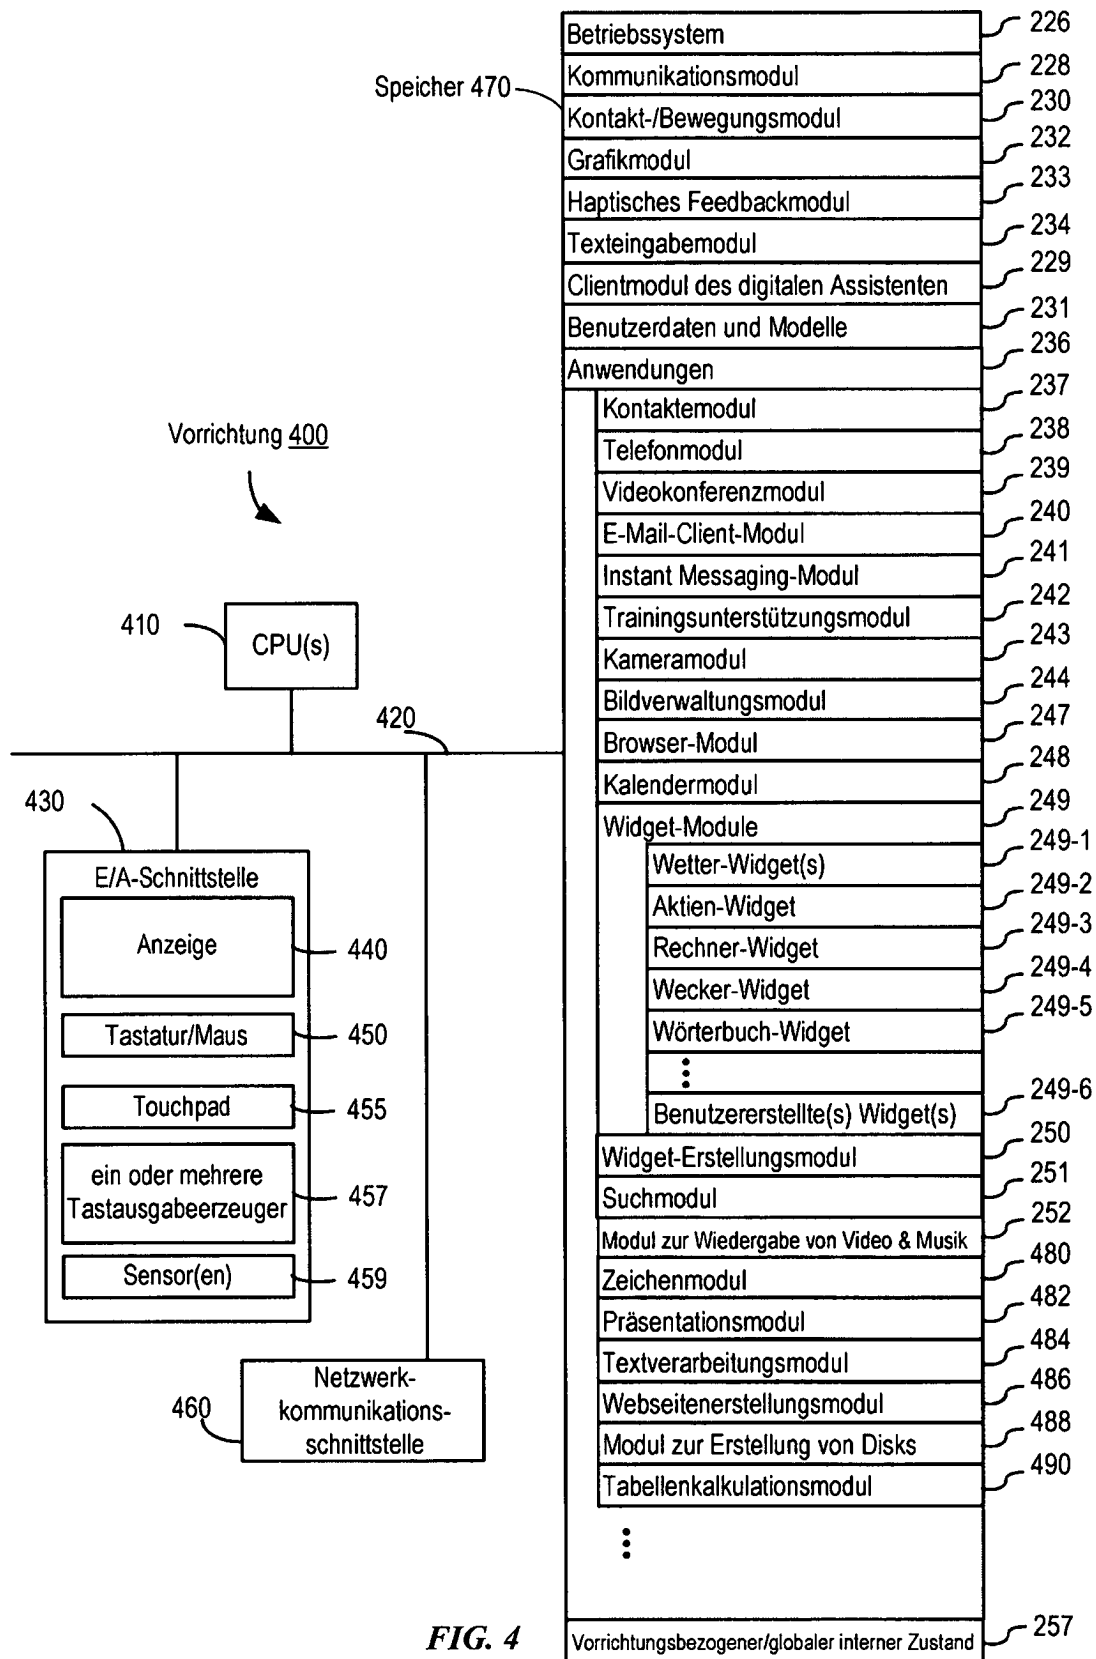 Vorrichtung 400
410
CPU(s)
420
430
E/A-Schnittstelle
Anzeige
440
Tastatur/Maus
450
Touchpad
455
ein oder mehrere
Tastausgabeerzeuger
457
Sensor(en)
459
460
Netzwerk-
kommunikations-
schnittstelle
Speicher 470
Betriebssystem 226
Kommunikationsmodul 228
Kontakt-/Bewegungsmodul 230
Grafikmodul 232
Haptisches Feedbackmodul 233
Texteingabemodul 234
Clientmodul des digitalen Assistenten 229
Benutzerdaten und Modelle 231
Anwendungen 236
Kontaktemodul 237
Telefonmodul 238
Videokonferenzmodul 239
E-Mail-Client-Modul 240
Instant Messaging-Modul 241
Trainingsunterstützungsmodul 242
Kameramodul 243
Bildverwaltungsmodul 244
Browser-Modul 247
Kalendermodul 248
Widget-Module 249
Wetter-Widget(s) 249-1
Aktien-Widget 249-2
Rechner-Widget 249-3
Wecker-Widget 249-4
Wörterbuch-Widget 249-5
Benutzererstellte(s) Widget(s) 249-6
Widget-Erstellungsmodul 250
Suchmodul 251
Modul zur Wiedergabe von Video & Musik 252
Zeichenmodul 480
Präsentationsmodul 482
Textverarbeitungsmodul 484
Webseitenerstellungsmodul 486
Modul zur Erstellung von Disks 488
Tabellenkalkulationsmodul 490
Vorrichtungsbezogener/globaler interner Zustand 257
FIG. 4